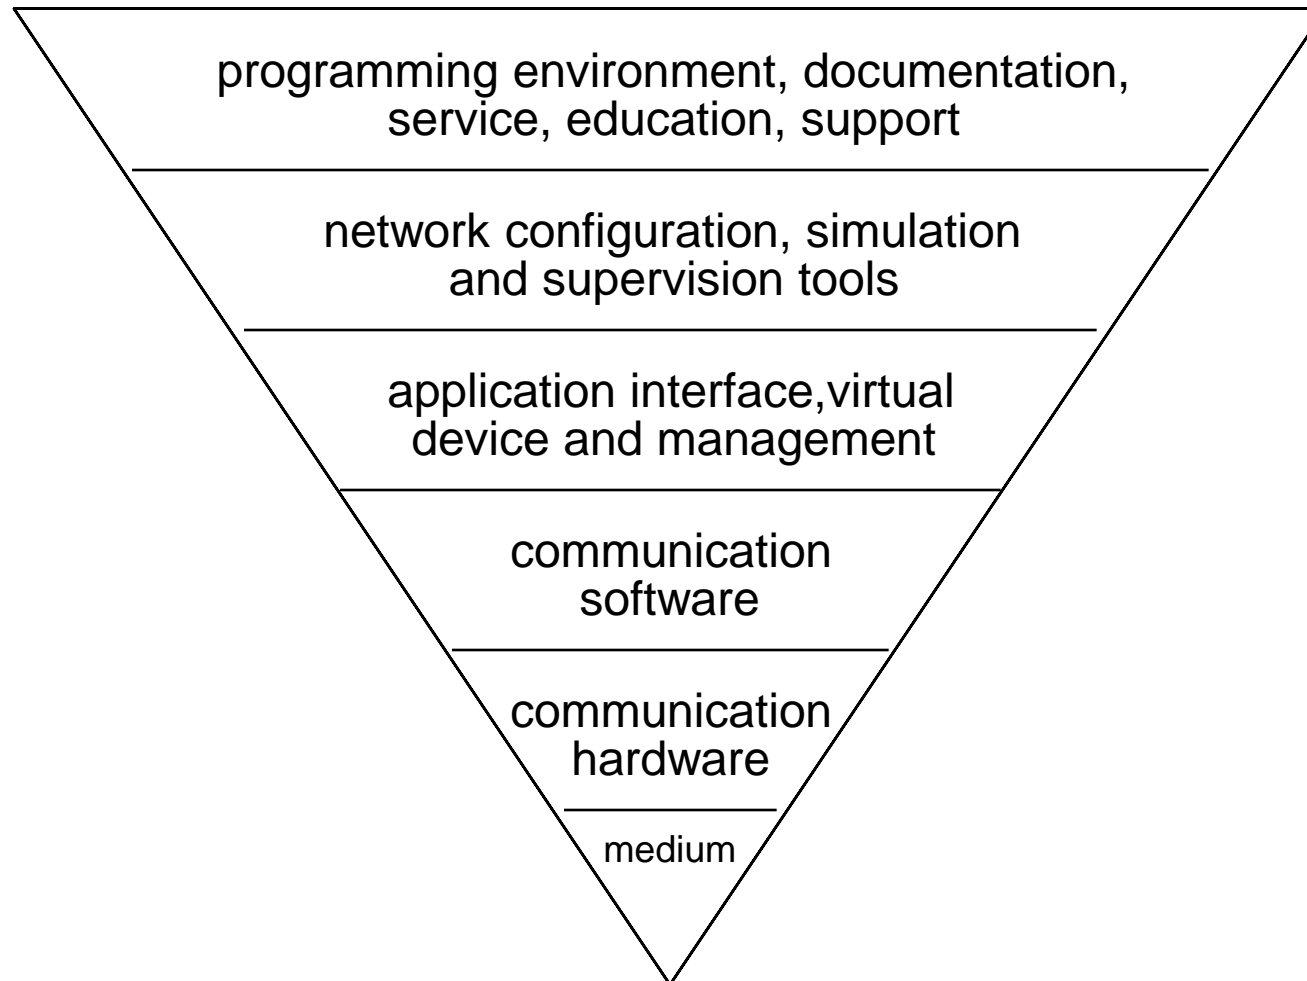 programming environment, documentation,
service, education, support
network configuration, simulation
and supervision tools
application interface,virtual
device and management
communication
software
communication
hardware
medium